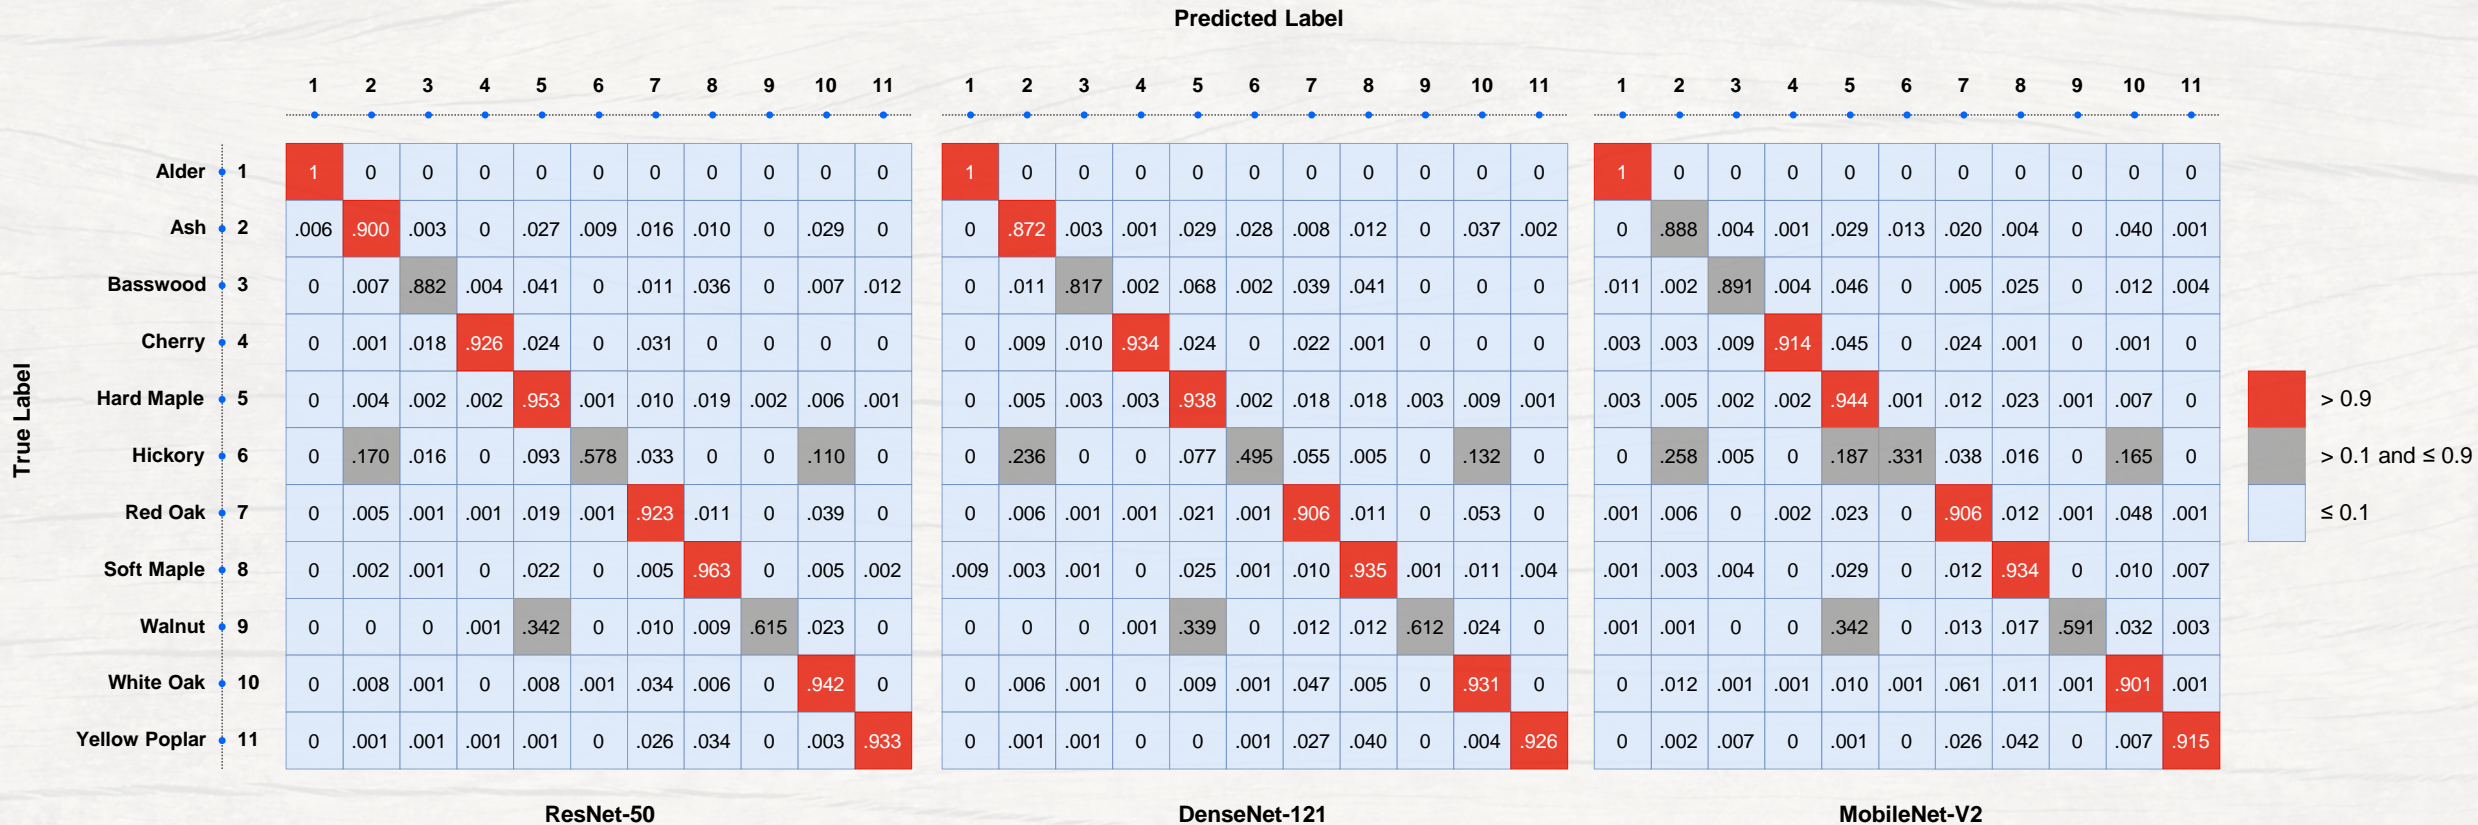 Predicted Label
1 2 3 4 5 6 7 8 9 10 11 1 2 3 4 5 6 7 8 9 10 11 1 2 3 4 5 6 7 8 9 10 11
Alder 1 1 0 0 0 0 0 0 0 0 0 0 1 0 0 0 0 0 0 0 0 0 0 1 0 0 0 0 0 0 0 0 0 0
Ash 2 .006 .900 .003 0 .027 .009 .016 .010 0 .029 0 0 .872 .003 .001 .029 .028 .008 .012 0 .037 .002 0 .888 .004 .001 .029 .013 .020 .004 0 .040 .001
Basswood 3 0 .007 .882 .004 .041 0 .011 .036 0 .007 .012 0 .011 .817 .002 .068 .002 .039 .041 0 0 0 .011 .002 .891 .004 .046 0 .005 .025 0 .012 .004
Cherry 4 0 .001 .018 .926 .024 0 .031 0 0 0 0 0 .009 .010 .934 .024 0 .022 .001 0 0 0 .003 .003 .009 .914 .045 0 .024 .001 0 .001 0
Hard Maple 5 0 .004 .002 .002 .953 .001 .010 .019 .002 .006 .001 0 .005 .003 .003 .938 .002 .018 .018 .003 .009 .001 .003 .005 .002 .002 .944 .001 .012 .023 .001 .007 0
> 0.9
Hickory 6 0 .170 .016 0 .093 .578 .033 0 0 .110 0 0 .236 0 0 .077 .495 .055 .005 0 .132 0 0 .258 .005 0 .187 .331 .038 .016 0 .165 0
> 0.1 and ≤ 0.9
Red Oak 7 0 .005 .001 .001 .019 .001 .923 .011 0 .039 0 0 .006 .001 .001 .021 .001 .906 .011 0 .053 0 .001 .006 0 .002 .023 0 .906 .012 .001 .048 .001
≤ 0.1
Soft Maple 8 0 .002 .001 0 .022 0 .005 .963 0 .005 .002 .009 .003 .001 0 .025 .001 .010 .935 .001 .011 .004 .001 .003 .004 0 .029 0 .012 .934 0 .010 .007
Walnut 9 0 0 0 .001 .342 0 .010 .009 .615 .023 0 0 0 0 .001 .339 0 .012 .012 .612 .024 0 .001 .001 0 0 .342 0 .013 .017 .591 .032 .003
White Oak 10 0 .008 .001 0 .008 .001 .034 .006 0 .942 0 0 .006 .001 0 .009 .001 .047 .005 0 .931 0 0 .012 .001 .001 .010 .001 .061 .011 .001 .901 .001
Yellow Poplar 11 0 .001 .001 .001 .001 0 .026 .034 0 .003 .933 0 .001 .001 0 0 .001 .027 .040 0 .004 .926 0 .002 .007 0 .001 0 .026 .042 0 .007 .915
True Label
ResNet-50 DenseNet-121 MobileNet-V2